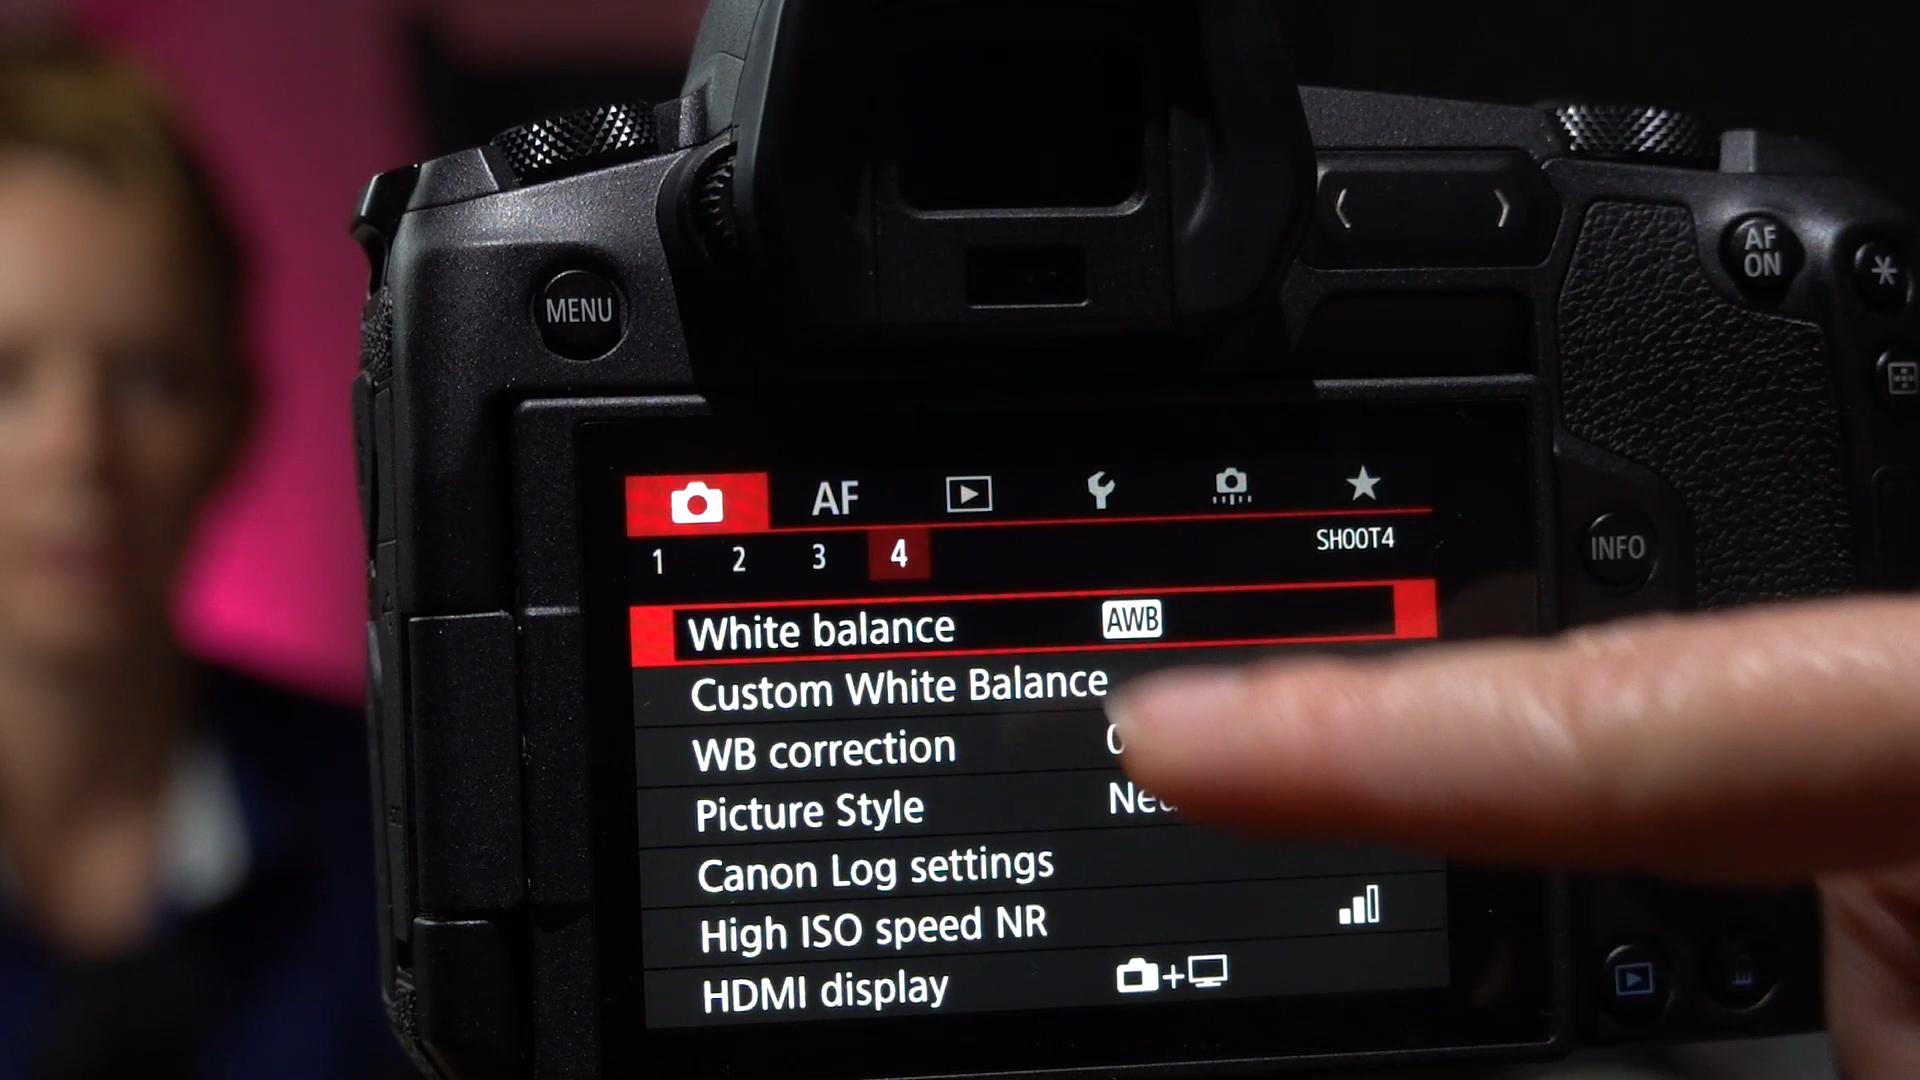 MENU
AF
ON
INFO
AF
1 2 3 4 SHOOT4
White balance AWB
Custom White Balance
WB correction
Picture Style
Canon Log settings
High ISO speed NR
HDMI display